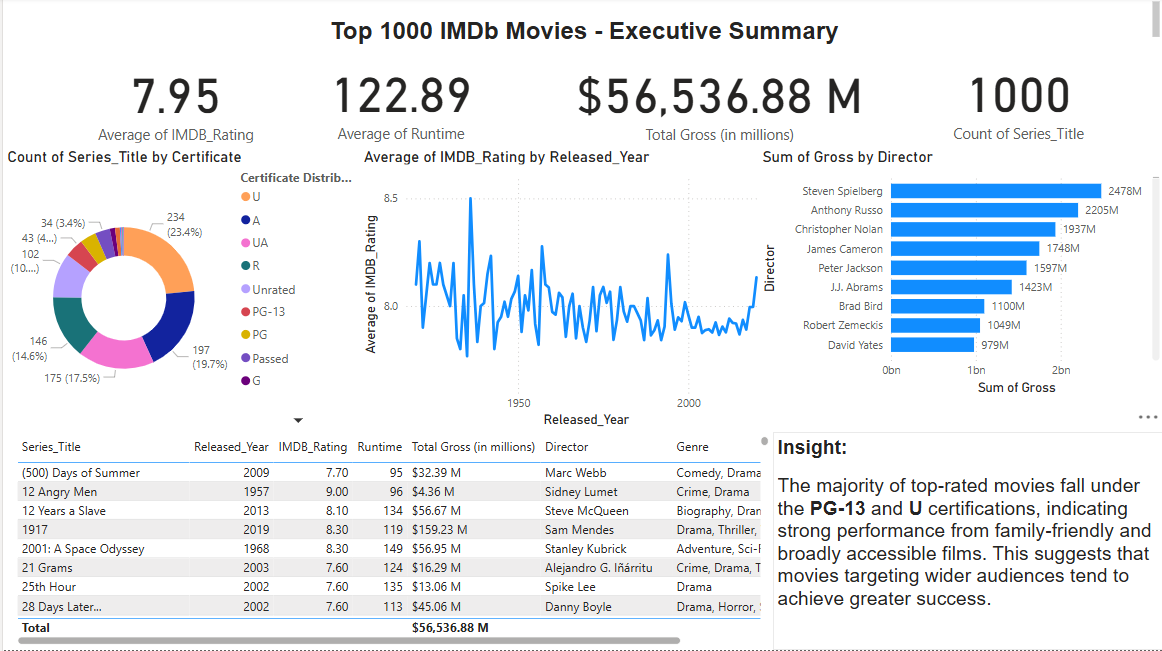 Top 1000 IMDb Movies - Executive Summary
7.95
Average of IMDB_Rating
122.89
Average of Runtime
$56,536.88 M
Total Gross (in millions)
1000
Count of Series_Title
Count of Series_Title by Certificate
Certificate Distrib...
U
A
UA
R
Unrated
PG-13
PG
Passed
G
234
(23.4%)
197
(19.7%)
175 (17.5%)
146
(14.6%)
102
(10....)
43 (4...)
34 (3.4%)
Average of IMDB_Rating by Released_Year
Average of IMDB_Rating
8.5
8.0
1950
2000
Released_Year
Sum of Gross by Director
Director
Steven Spielberg 2478M
Anthony Russo 2205M
Christopher Nolan 1937M
James Cameron 1748M
Peter Jackson 1597M
J.J. Abrams 1423M
Brad Bird 1100M
Robert Zemeckis 1049M
David Yates 979M
0bn 1bn 2bn
Sum of Gross
Series_Title Released_Year IMDB_Rating Runtime Total Gross (in millions) Director Genre
(500) Days of Summer 2009 7.70 95 $32.39 M Marc Webb Comedy, Drama
12 Angry Men 1957 9.00 96 $4.36 M Sidney Lumet Crime, Drama
12 Years a Slave 2013 8.10 134 $56.67 M Steve McQueen Biography, Dran
1917 2019 8.30 119 $159.23 M Sam Mendes Drama, Thriller,
2001: A Space Odyssey 1968 8.30 149 $56.95 M Stanley Kubrick Adventure, Sci-F
21 Grams 2003 7.60 124 $16.29 M Alejandro G. Iñárritu Crime, Drama, T
25th Hour 2002 7.60 135 $13.06 M Spike Lee Drama
28 Days Later... 2002 7.60 113 $45.06 M Danny Boyle Drama, Horror,
Total $56,536.88 M
Insight:
The majority of top-rated movies fall under
the PG-13 and U certifications, indicating
strong performance from family-friendly and
broadly accessible films. This suggests that
movies targeting wider audiences tend to
achieve greater success.